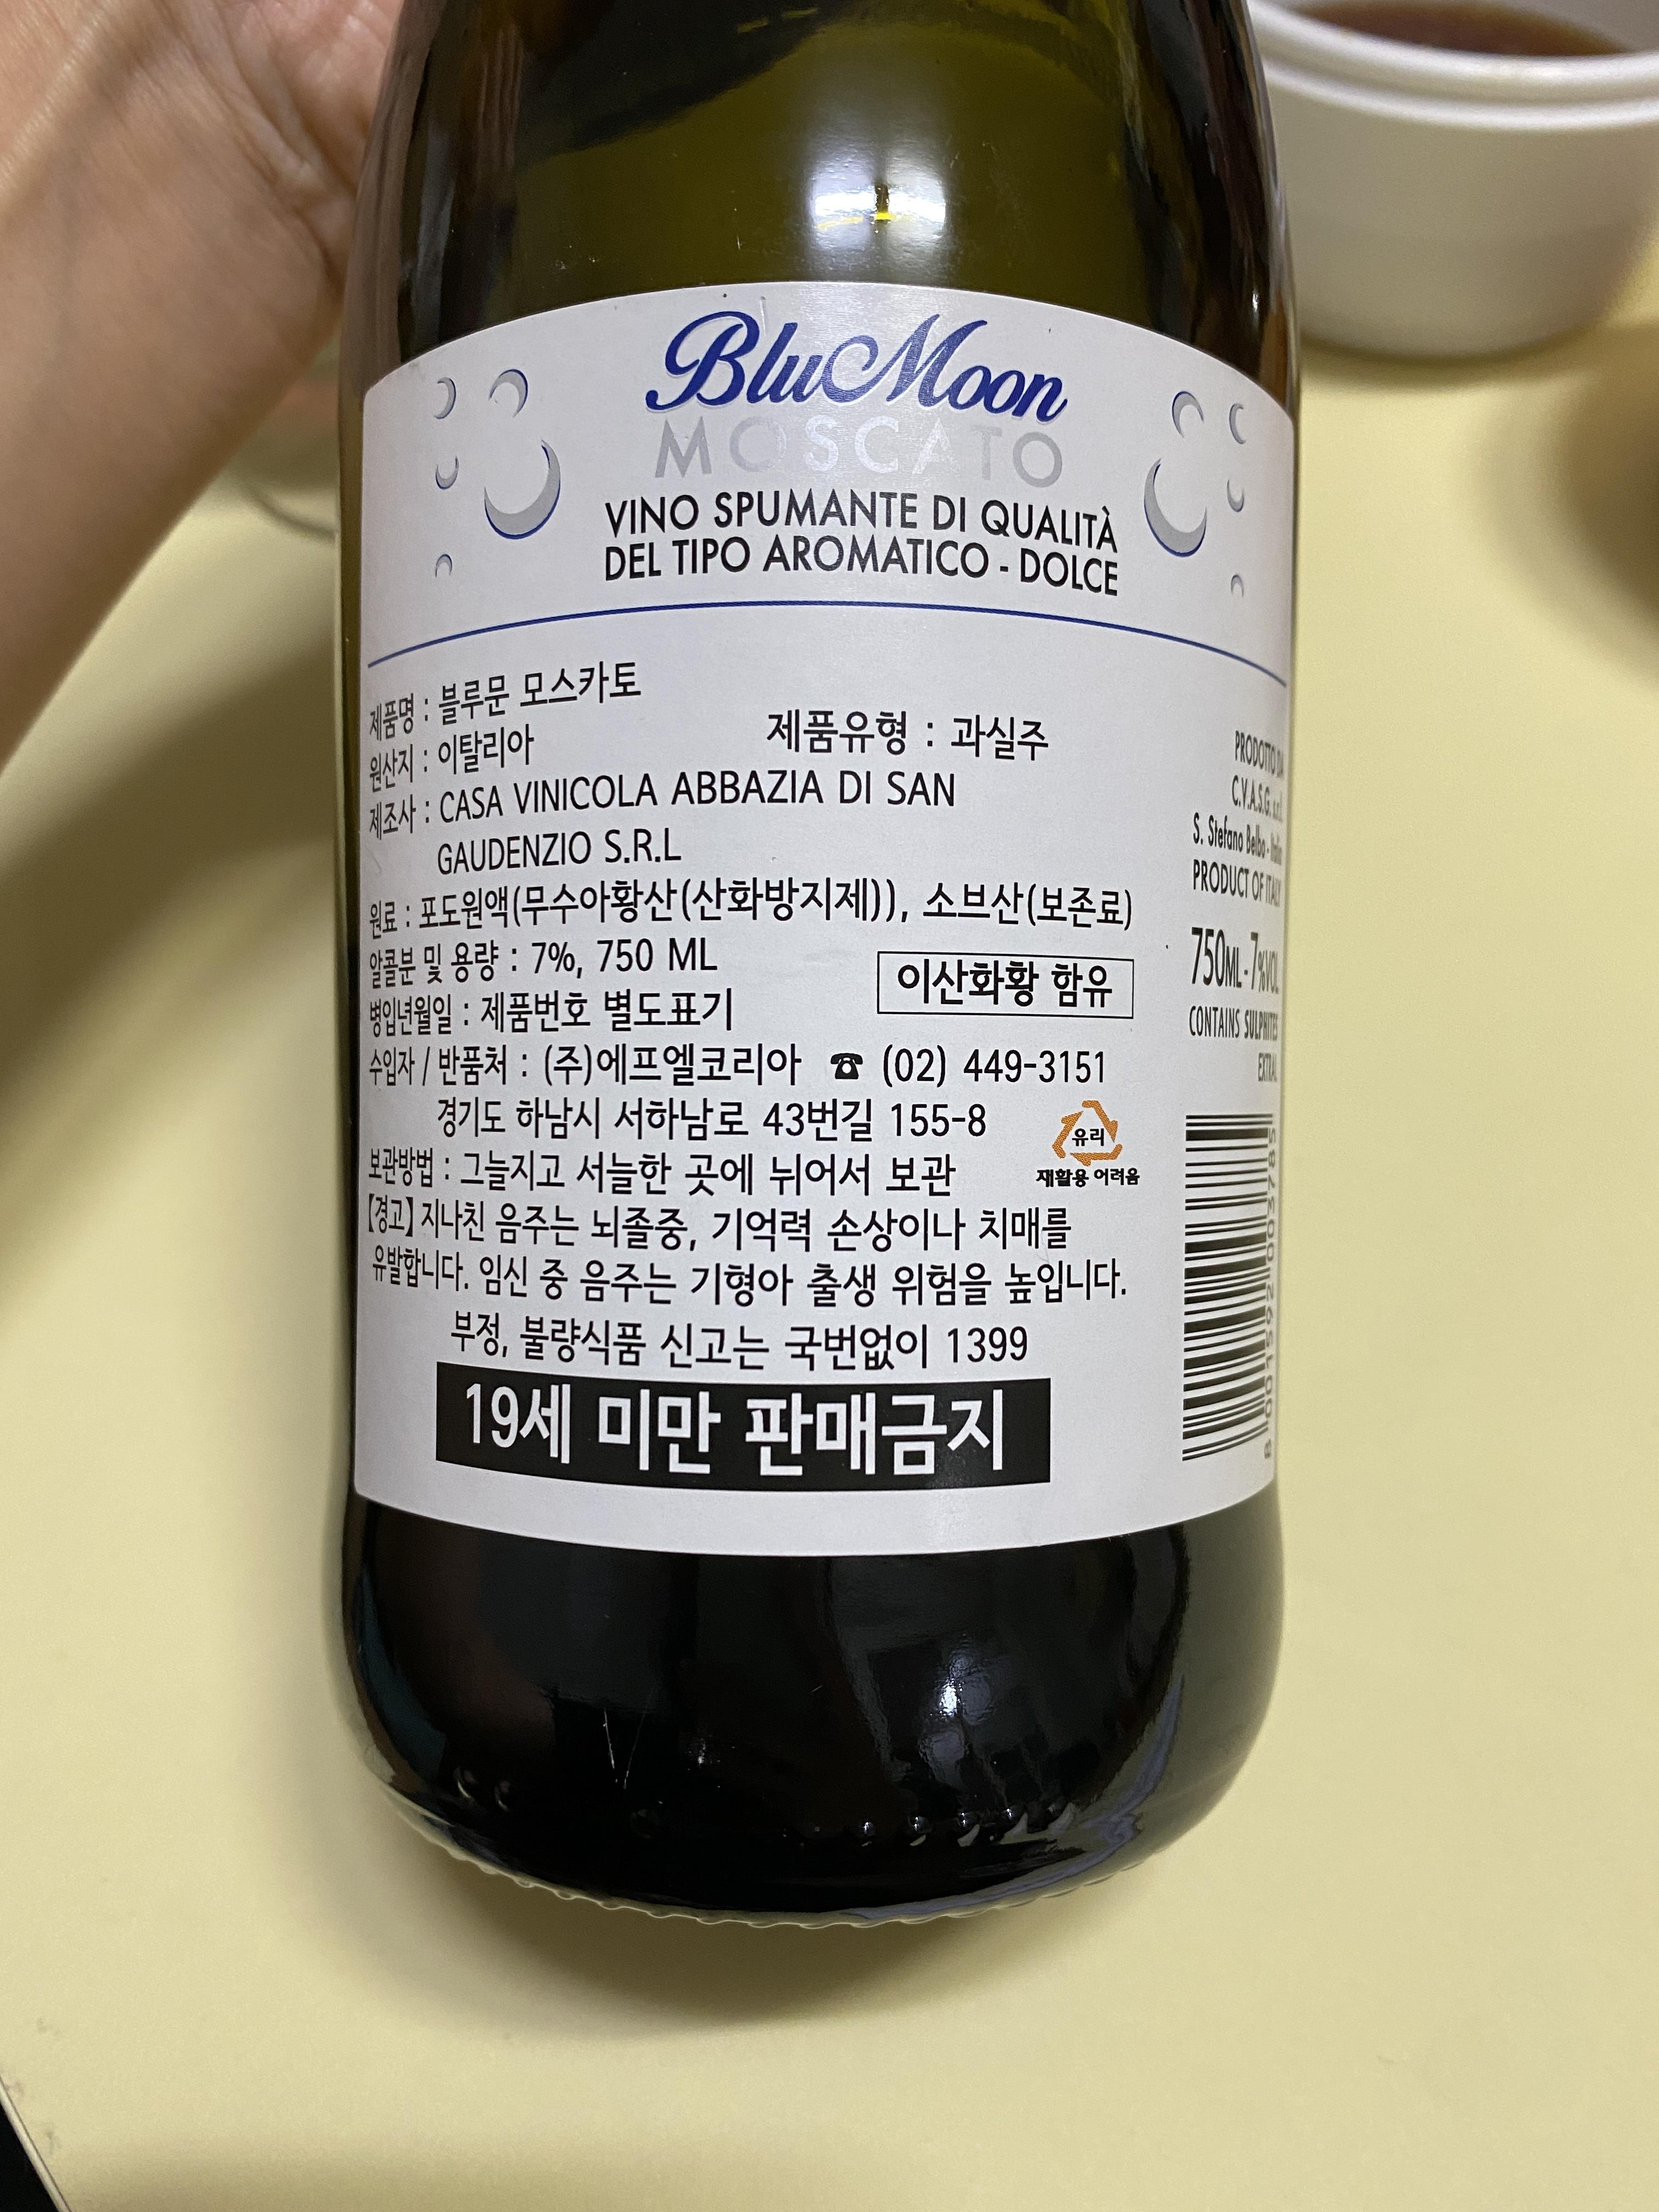 Blu Moon
MOSCATO
VINO SPUMANTE DI QUALITÀ
DEL TIPO AROMATICO - DOLCE
제품명 : 블루문 모스카토
원산지 : 이탈리아 제품유형 : 과실주
제조사 : CASA VINICOLA ABBAZIA DI SAN
GAUDENZIO S.R.L
원료 : 포도원액(무수아황산(산화방지제)), 소브산(보존료)
알콜분 및 용량 : 7%, 750 ML
이산화황 함유
병입년월일 : 제품번호 별도표기
수입자 / 반품처 : (주)에프엘코리아 ☎ (02) 449-3151
경기도 하남시 서하남로 43번길 155-8
유리
재활용 어려움
보관방법 : 그늘지고 서늘한 곳에 뉘어서 보관
【경고】 지나친 음주는 뇌졸중, 기억력 손상이나 치매를
유발합니다. 임신 중 음주는 기형아 출생 위험을 높입니다.
부정, 불량식품 신고는 국번없이 1399
19세 미만 판매금지
PRODOTTO DA
C.V.A.S.G. s.r.l.
S. Stefano Belbo - Italia
PRODUCT OF ITALY
750ML - 7%VOL
CONTAINS SULPHITES